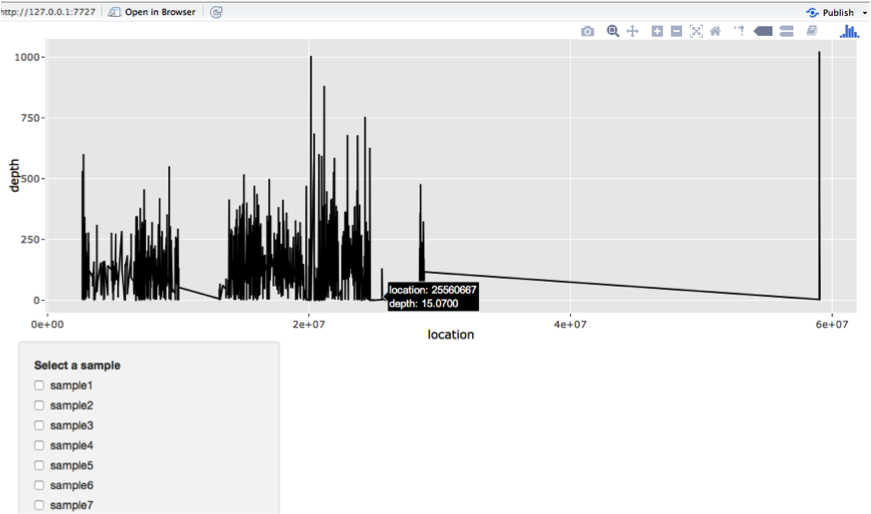 http://127.0.0.1:7727 Open in Browser Publish
1000
750
500
250
0
depth
location: 25560667
depth: 15.0700
0e+00 2e+07 4e+07 6e+07
location
Select a sample
sample1
sample2
sample3
sample4
sample5
sample6
sample7